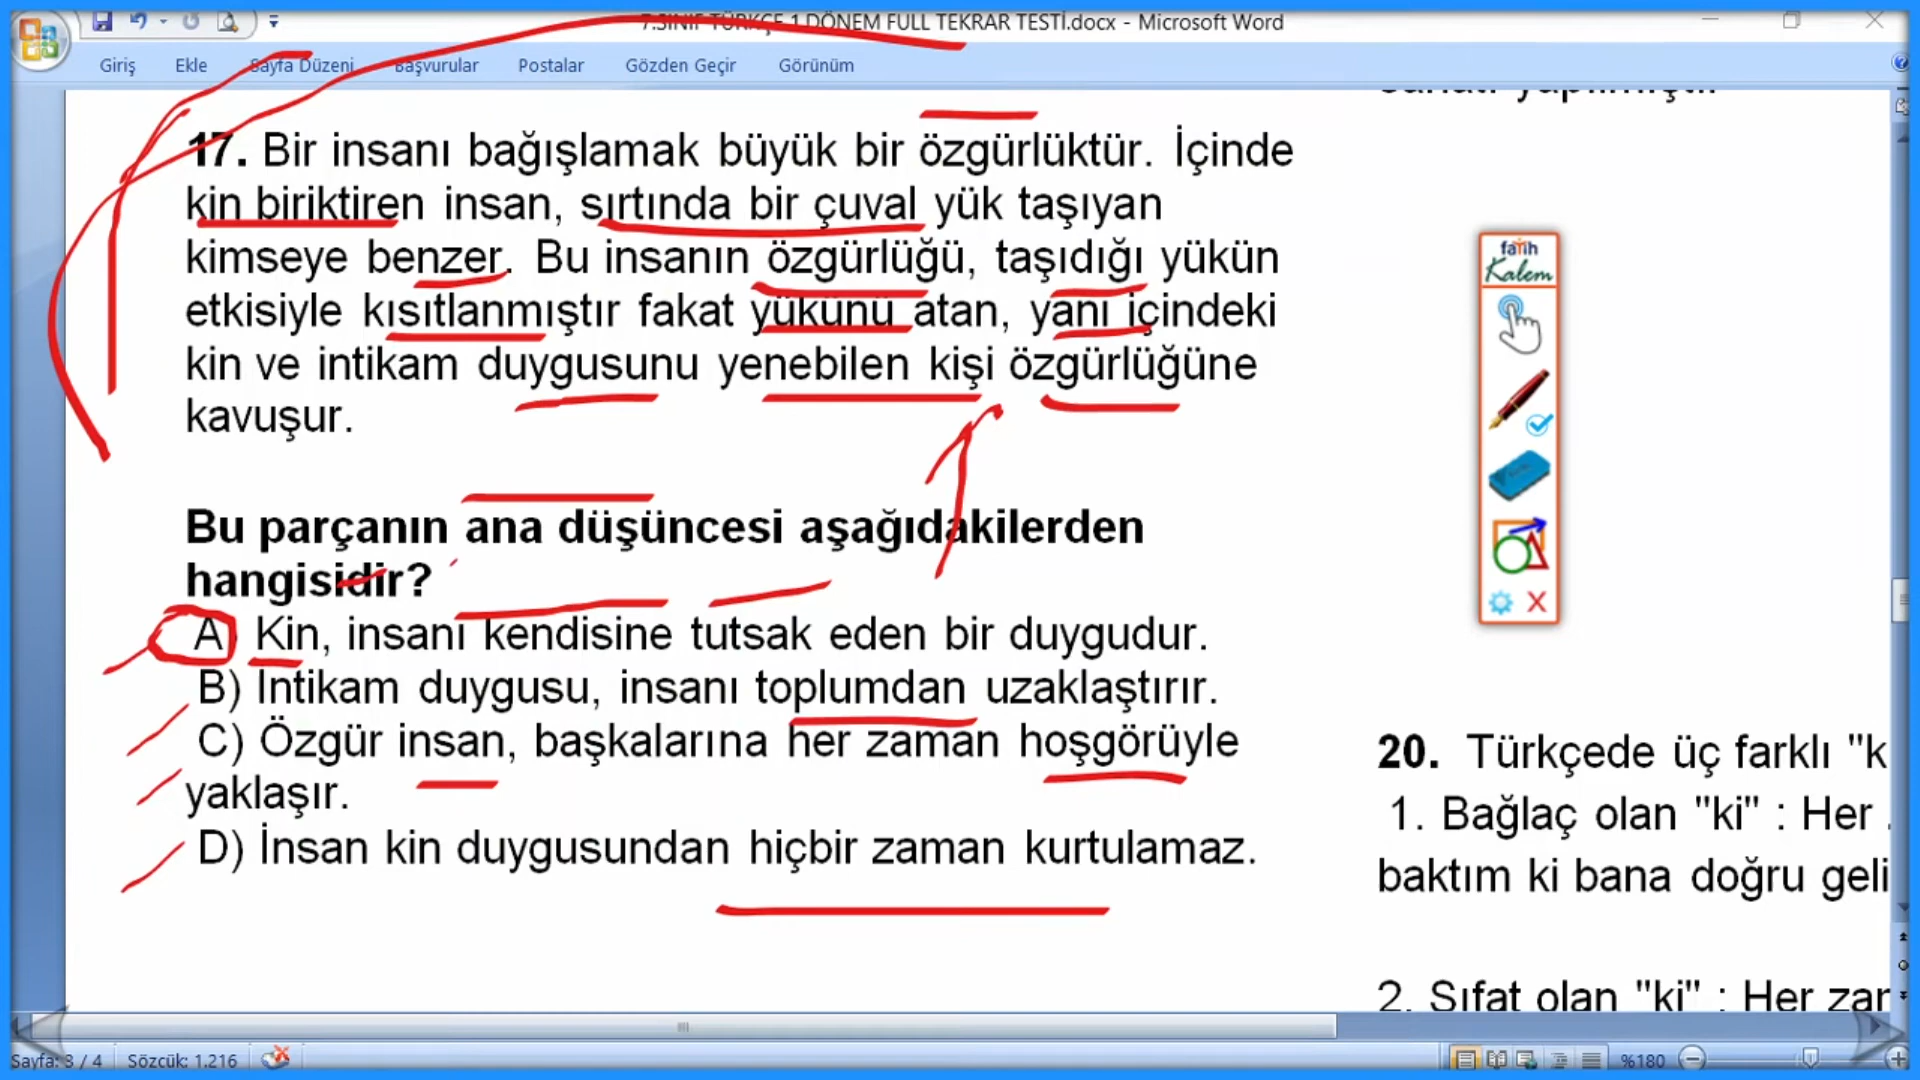 7.SINIF TÜRKÇE 1.DÖNEM FULL TEKRAR TESTİ.docx - Microsoft Word
Giriş Ekle Sayfa Düzeni Başvurular Postalar Gözden Geçir Görünüm
17. Bir insanı bağışlamak büyük bir özgürlüktür. İçinde
kin biriktiren insan, sırtında bir çuval yük taşıyan
kimseye benzer. Bu insanın özgürlüğü, taşıdığı yükün
etkisiyle kısıtlanmıştır fakat yükünü atan, yani içindeki
kin ve intikam duygusunu yenebilen kişi özgürlüğüne
kavuşur.
Bu parçanın ana düşüncesi aşağıdakilerden
hangisidir?
A) Kin, insanı kendisine tutsak eden bir duygudur.
B) İntikam duygusu, insanı toplumdan uzaklaştırır.
C) Özgür insan, başkalarına her zaman hoşgörüyle
yaklaşır.
D) İnsan kin duygusundan hiçbir zaman kurtulamaz.
fatih
Kalem
20. Türkçede üç farklı "k
1. Bağlaç olan "ki" : Her .
baktım ki bana doğru geli
2. Sıfat olan "ki" : Her zar
Sayfa: 3 / 4 Sözcük: 1.216
%180